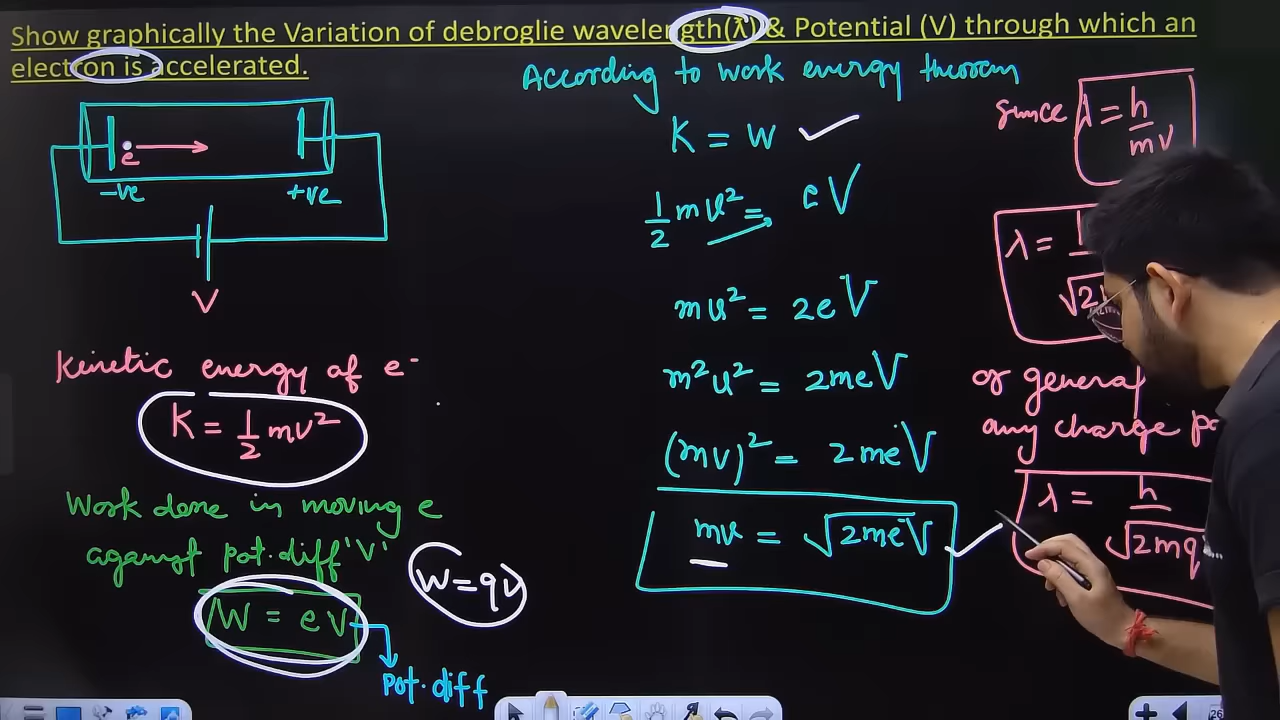 Show graphically the Variation of debroglie wavelength(λ) & Potential (V) through which an
electron is accelerated.
e
-ve
+ve
V
Kinetic energy of e⁻
K = 1/2 mv²
Work done in moving e
against pot. diff 'V'
W = eV
W = qv
Pot. diff
According to work energy theoram
K = W
1/2 mv² = eV
mv² = 2eV
m²v² = 2meV
(mv)² = 2meV
mv = √2meV
since λ = h/mv
λ =
√2
or general
any charge
λ = h
√2mq
26